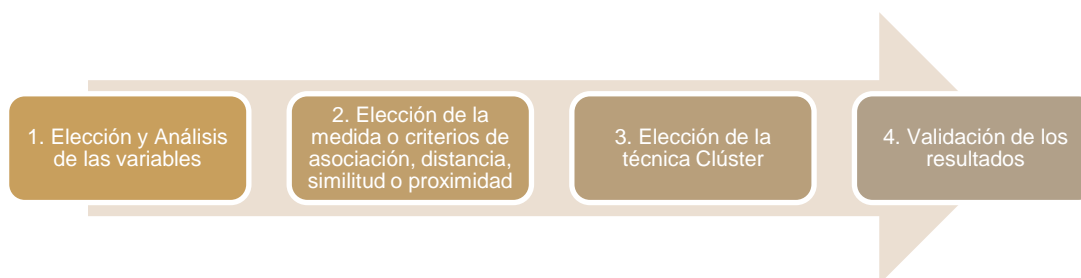 1. Elección y Análisis
de las variables
2. Elección de la
medida o criterios de
asociación, distancia,
similitud o proximidad
3. Elección de la
técnica Clúster
4. Validación de los
resultados